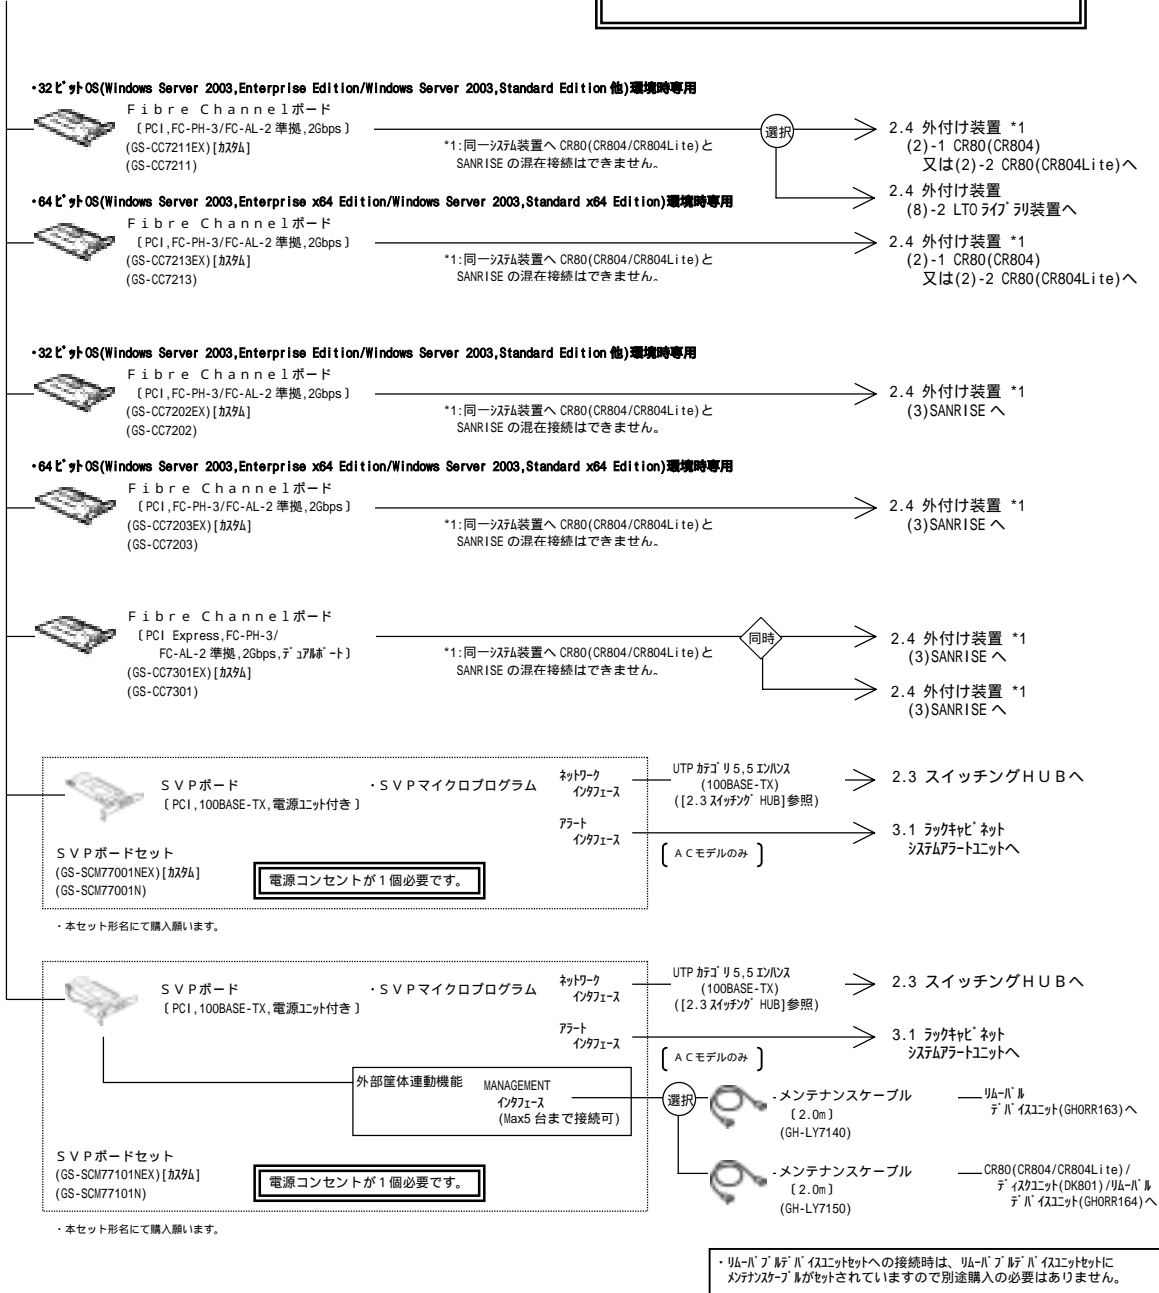 ・32ビットOS(Windows Server 2003,Enterprise Edition/Windows Server 2003,Standard Edition 他)環境時専用
Ｆｉｂｒｅ Ｃｈａｎｎｅｌボード
〔PCI,FC-PH-3/FC-AL-2 準拠,2Gbps〕
(GS-CC7211EX)[カスタム]
(GS-CC7211)
*1:同一システム装置へ CR80(CR804/CR804Lite)と
SANRISE の混在接続はできません。
選択
2.4 外付け装置 *1
(2)-1 CR80(CR804)
又は(2)-2 CR80(CR804Lite)へ
2.4 外付け装置
(8)-2 LTO ライブラリ装置へ
・64ビットOS(Windows Server 2003,Enterprise x64 Edition/Windows Server 2003,Standard x64 Edition)環境時専用
Ｆｉｂｒｅ Ｃｈａｎｎｅｌボード
〔PCI,FC-PH-3/FC-AL-2 準拠,2Gbps〕
(GS-CC7213EX)[カスタム]
(GS-CC7213)
*1:同一システム装置へ CR80(CR804/CR804Lite)と
SANRISE の混在接続はできません。
2.4 外付け装置 *1
(2)-1 CR80(CR804)
又は(2)-2 CR80(CR804Lite)へ
・32ビットOS(Windows Server 2003,Enterprise Edition/Windows Server 2003,Standard Edition 他)環境時専用
Ｆｉｂｒｅ Ｃｈａｎｎｅｌボード
〔PCI,FC-PH-3/FC-AL-2 準拠,2Gbps〕
(GS-CC7202EX)[カスタム]
(GS-CC7202)
*1:同一システム装置へ CR80(CR804/CR804Lite)と
SANRISE の混在接続はできません。
2.4 外付け装置 *1
(3)SANRISE へ
・64ビットOS(Windows Server 2003,Enterprise x64 Edition/Windows Server 2003,Standard x64 Edition)環境時専用
Ｆｉｂｒｅ Ｃｈａｎｎｅｌボード
〔PCI,FC-PH-3/FC-AL-2 準拠,2Gbps〕
(GS-CC7203EX)[カスタム]
(GS-CC7203)
*1:同一システム装置へ CR80(CR804/CR804Lite)と
SANRISE の混在接続はできません。
2.4 外付け装置 *1
(3)SANRISE へ
Ｆｉｂｒｅ Ｃｈａｎｎｅｌボード
〔PCI Express,FC-PH-3/
FC-AL-2 準拠,2Gbps,デュアルポート〕
(GS-CC7301EX)[カスタム]
(GS-CC7301)
*1:同一システム装置へ CR80(CR804/CR804Lite)と
SANRISE の混在接続はできません。
同時
2.4 外付け装置 *1
(3)SANRISE へ
2.4 外付け装置 *1
(3)SANRISE へ
ＳＶＰボード
〔PCI,100BASE-TX,電源ユニット付き〕
・ＳＶＰマイクロプログラム
ネットワーク
インタフェース
UTP カテゴリ5,5 エンハンス
(100BASE-TX)
([2.3 スイッチング HUB]参照)
2.3 スイッチングＨＵＢへ
アラート
インタフェース
〔ＡＣモデルのみ〕
3.1 ラックキャビネット
システムアラートユニットへ
ＳＶＰボードセット
(GS-SCM77001NEX)[カスタム]
(GS-SCM77001N)
電源コンセントが１個必要です。
・本セット形名にて購入願います。
ＳＶＰボード
〔PCI,100BASE-TX,電源ユニット付き〕
・ＳＶＰマイクロプログラム
ネットワーク
インタフェース
UTP カテゴリ5,5 エンハンス
(100BASE-TX)
([2.3 スイッチング HUB]参照)
2.3 スイッチングＨＵＢへ
アラート
インタフェース
〔ＡＣモデルのみ〕
3.1 ラックキャビネット
システムアラートユニットへ
外部筐体連動機能
MANAGEMENT
インタフェース
(Max5 台まで接続可)
選択
メンテナンスケーブル
〔2.0m〕
(GH-LY7140)
リムーバル
デバイスユニット(GH0RR163)へ
メンテナンスケーブル
〔2.0m〕
(GH-LY7150)
CR80(CR804/CR804Lite)/
ディスクユニット(DK801)/リムーバル
デバイスユニット(GH0RR164)へ
ＳＶＰボードセット
(GS-SCM77101NEX)[カスタム]
(GS-SCM77101N)
電源コンセントが１個必要です。
・本セット形名にて購入願います。
・リムーバブルデバイスユニットセットへの接続時は、リムーバブルデバイスユニットセットに
メンテナンスケーブルがセットされていますので別途購入の必要はありません。